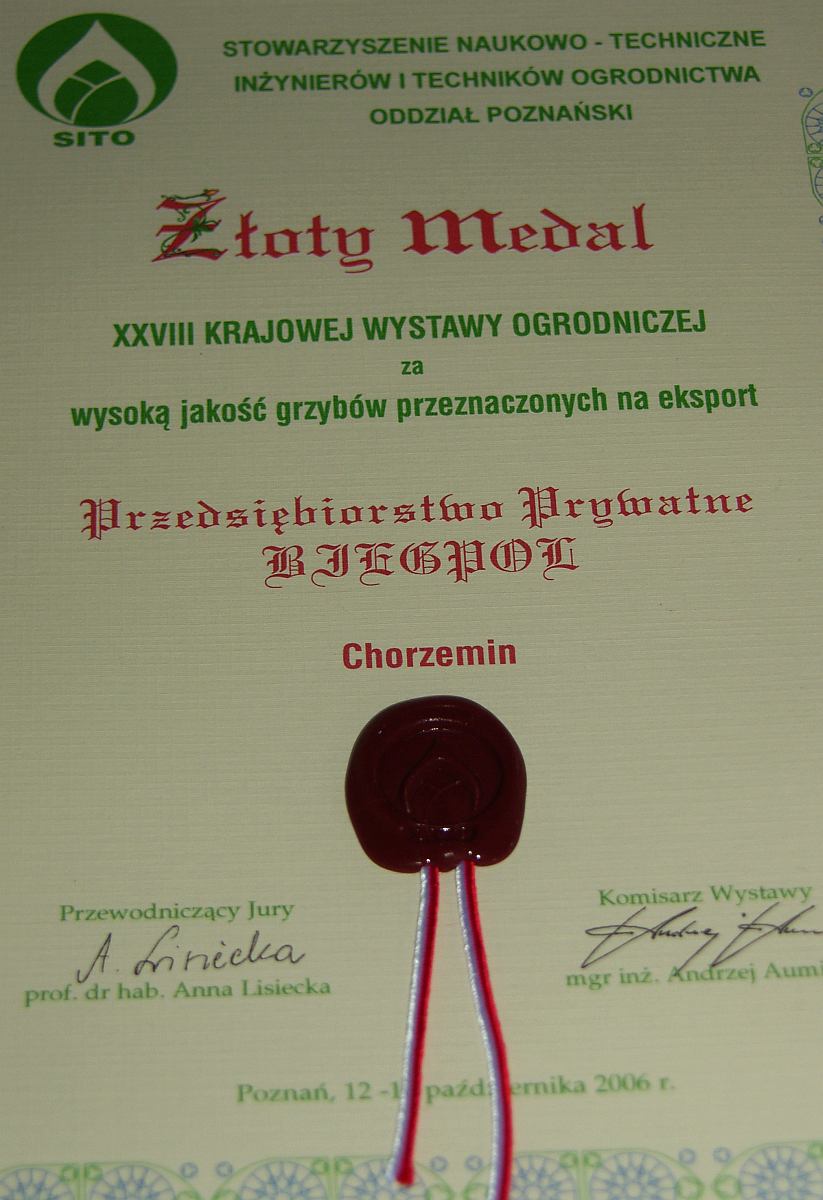 SITO
STOWARZYSZENIE NAUKOWO - TECHNICZNE
INŻYNIERÓW I TECHNIKÓW OGRODNICTWA
ODDZIAŁ POZNAŃSKI
Złoty Medal
XXVIII KRAJOWEJ WYSTAWY OGRODNICZEJ
za
wysoką jakość grzybów przeznaczonych na eksport
Przedsiębiorstwo Prywatne
BIEGPOL
Chorzemin
Przewodniczący Jury
A. Lisiecka
prof. dr hab. Anna Lisiecka
Komisarz Wystawy
mgr inż. Andrzej
Poznań, 12 - października 2006 r.